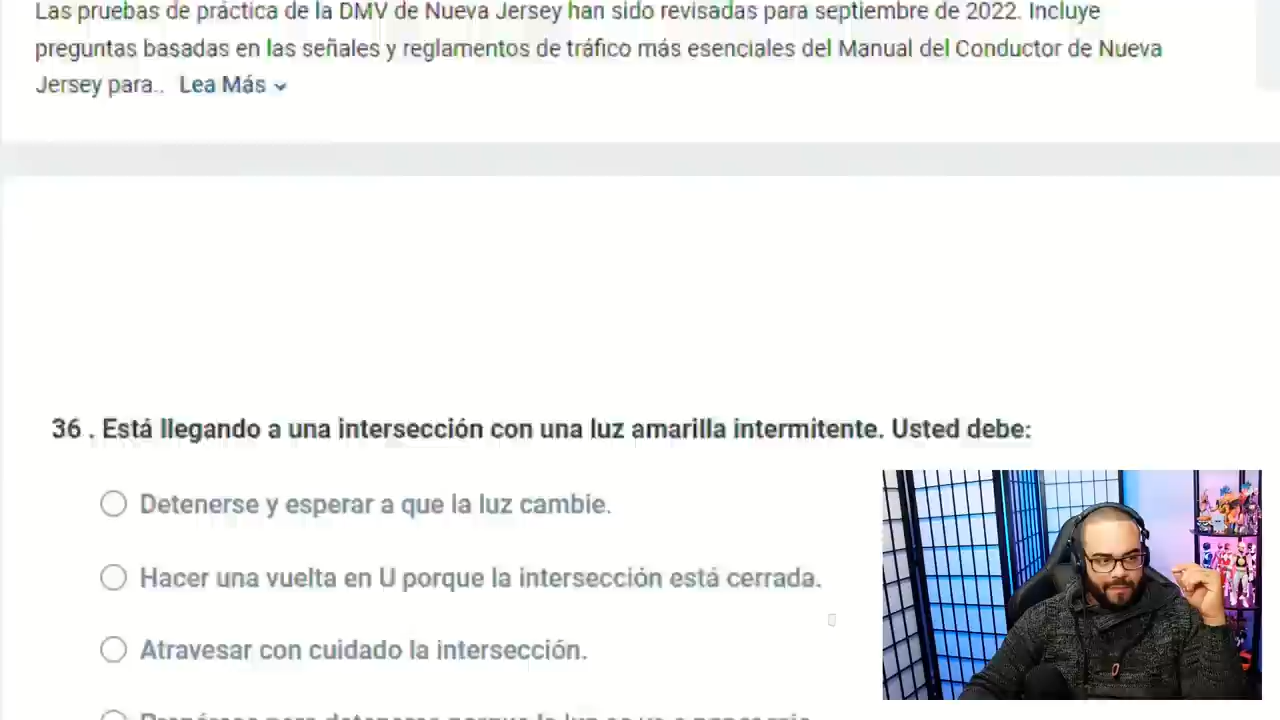 Las pruebas de práctica de la DMV de Nueva Jersey han sido revisadas para septiembre de 2022. Incluye
preguntas basadas en las señales y reglamentos de tráfico más esenciales del Manual del Conductor de Nueva
Jersey para.. Lea Más
36 . Está llegando a una intersección con una luz amarilla intermitente. Usted debe:
Detenerse y esperar a que la luz cambie.
Hacer una vuelta en U porque la intersección está cerrada.
Atravesar con cuidado la intersección.